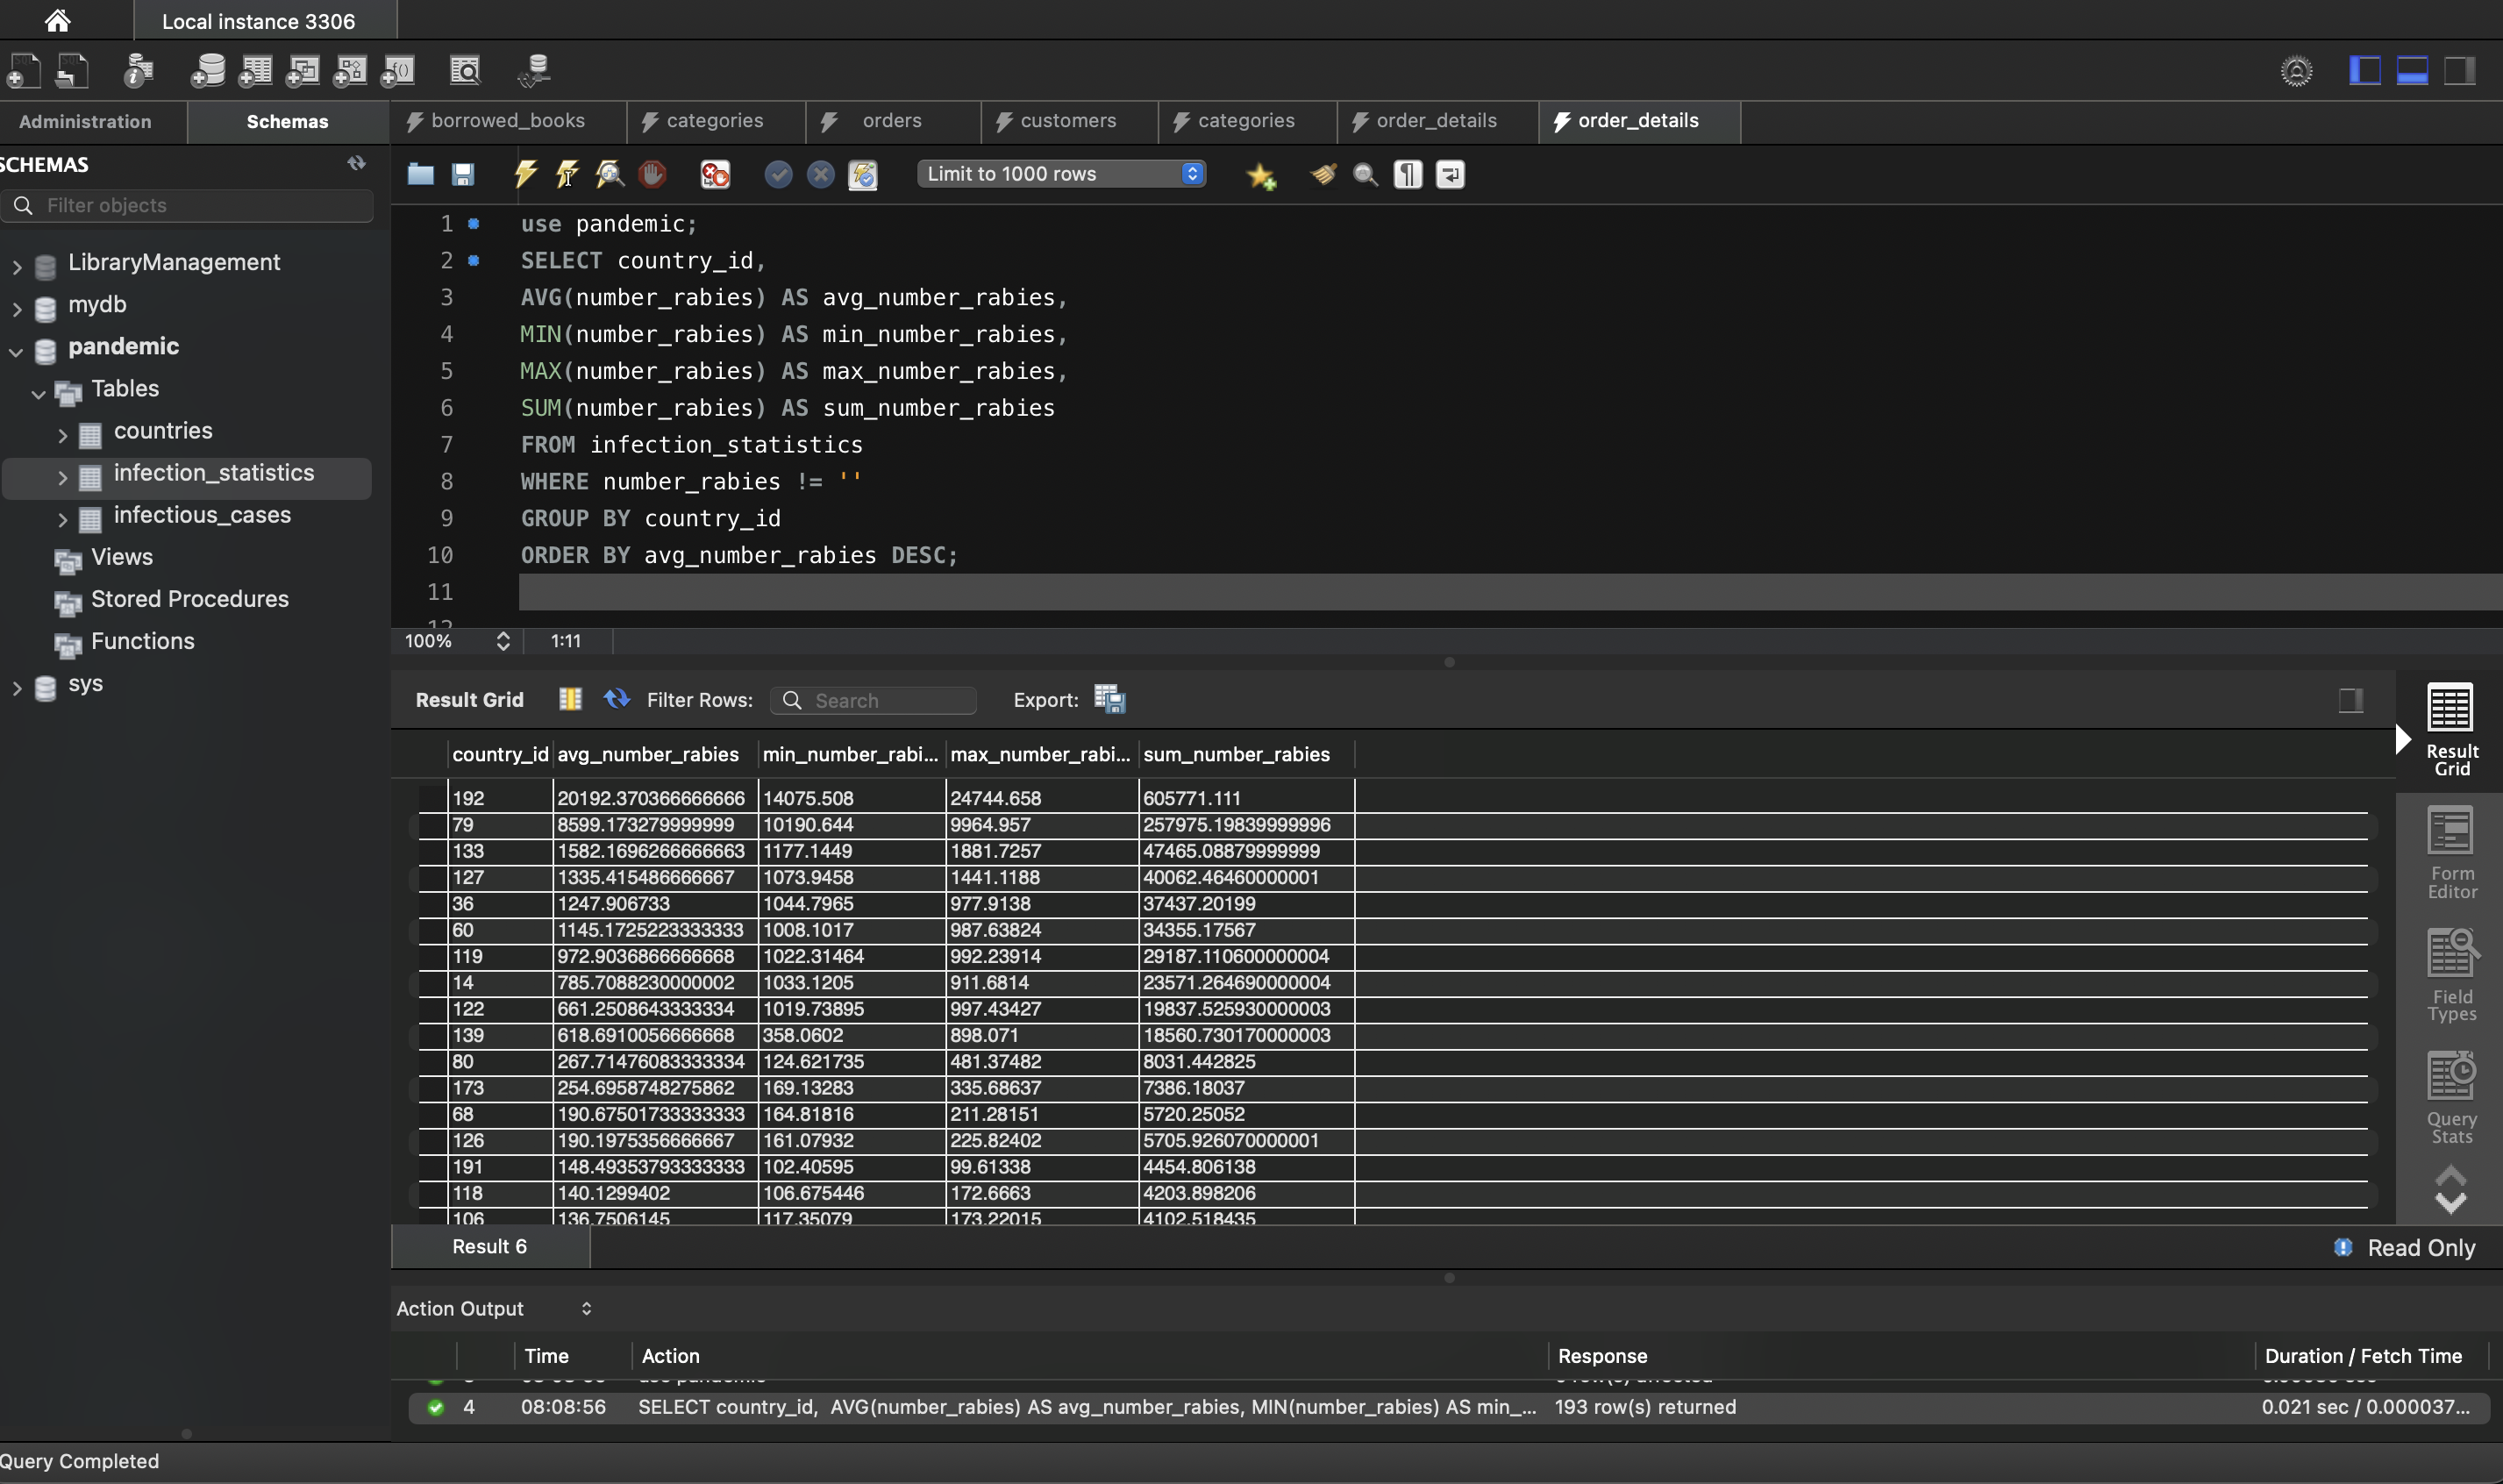 Local instance 3306
Administration
Schemas
borrowed_books
categories
orders
customers
categories
order_details
order_details
SCHEMAS
Filter objects
LibraryManagement
mydb
pandemic
Tables
countries
infection_statistics
infectious_cases
Views
Stored Procedures
Functions
sys
Limit to 1000 rows
1 use pandemic;
2 SELECT country_id,
3 AVG(number_rabies) AS avg_number_rabies,
4 MIN(number_rabies) AS min_number_rabies,
5 MAX(number_rabies) AS max_number_rabies,
6 SUM(number_rabies) AS sum_number_rabies
7 FROM infection_statistics
8 WHERE number_rabies != ''
9 GROUP BY country_id
10 ORDER BY avg_number_rabies DESC;
11
12
100% 1:11
Result Grid Filter Rows: Search Export:
country_id avg_number_rabies min_number_rabi... max_number_rabi... sum_number_rabies
192 20192.370366666666 14075.508 24744.658 605771.111
79 8599.173279999999 10190.644 9964.957 257975.19839999996
133 1582.1696266666663 1177.1449 1881.7257 47465.08879999999
127 1335.415486666667 1073.9458 1441.1188 40062.46460000001
36 1247.906733 1044.7965 977.9138 37437.20199
60 1145.1725223333333 1008.1017 987.63824 34355.17567
119 972.9036866666668 1022.31464 992.23914 29187.110600000004
14 785.7088230000002 1033.1205 911.6814 23571.264690000004
122 661.2508643333334 1019.73895 997.43427 19837.525930000003
139 618.6910056666668 358.0602 898.071 18560.730170000003
80 267.71476083333334 124.621735 481.37482 8031.442825
173 254.6958748275862 169.13283 335.68637 7386.18037
68 190.67501733333333 164.81816 211.28151 5720.25052
126 190.1975356666667 161.07932 225.82402 5705.926070000001
191 148.49353793333333 102.40595 99.61338 4454.806138
118 140.1299402 106.675446 172.6663 4203.898206
106 136.7506145 117.35079 173.22015 4102.518435
Result Grid
Form Editor
Field Types
Query Stats
Result 6
Read Only
Action Output
Time Action Response Duration / Fetch Time
4 08:08:56 SELECT country_id, AVG(number_rabies) AS avg_number_rabies, MIN(number_rabies) AS min_... 193 row(s) returned 0.021 sec / 0.000037...
Query Completed